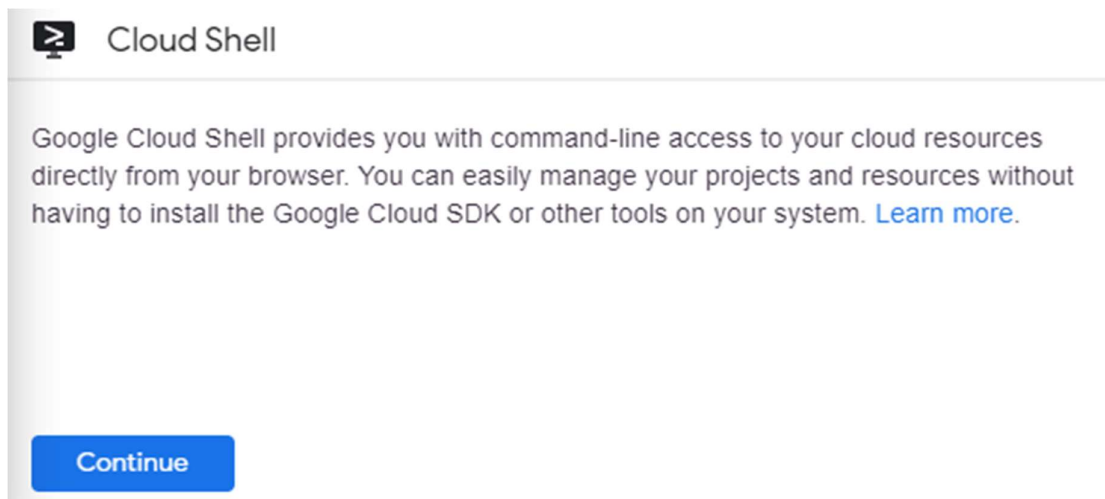 Cloud Shell
Google Cloud Shell provides you with command-line access to your cloud resources
directly from your browser. You can easily manage your projects and resources without
having to install the Google Cloud SDK or other tools on your system. Learn more.
Continue